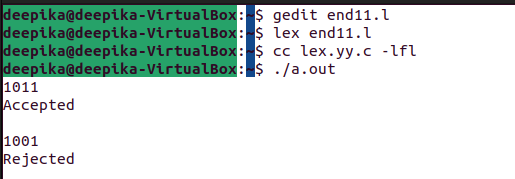 deepika@deepika-VirtualBox:~$ gedit end11.l
deepika@deepika-VirtualBox:~$ lex end11.l
deepika@deepika-VirtualBox:~$ cc lex.yy.c -lfl
deepika@deepika-VirtualBox:~$ ./a.out
1011
Accepted
1001
Rejected